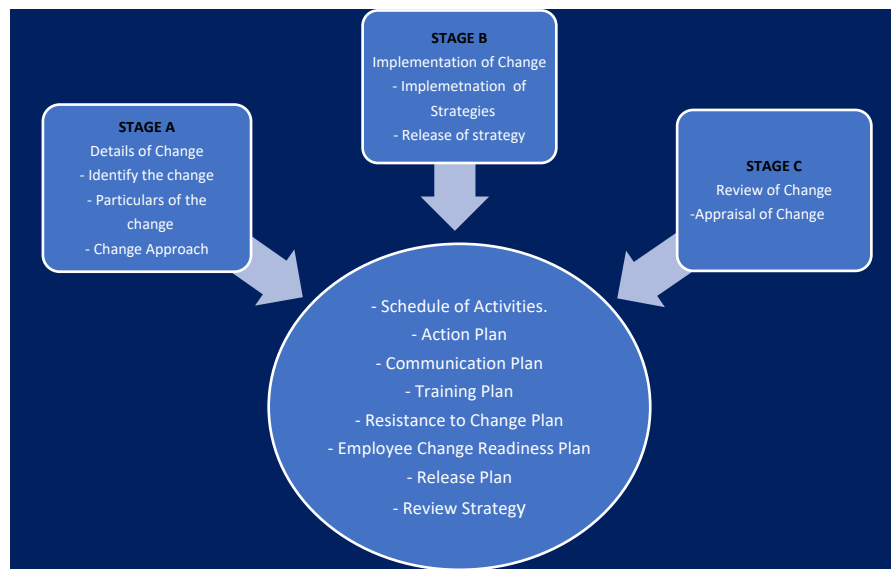 STAGE A
Details of Change
- Identify the change
- Particulars of the
change
- Change Approach
STAGE B
Implementation of Change
- Implemetnation of
Strategies
- Release of strategy
STAGE C
Review of Change
-Appraisal of Change
- Schedule of Activities.
- Action Plan
- Communication Plan
- Training Plan
- Resistance to Change Plan
- Employee Change Readiness Plan
- Release Plan
- Review Strategy